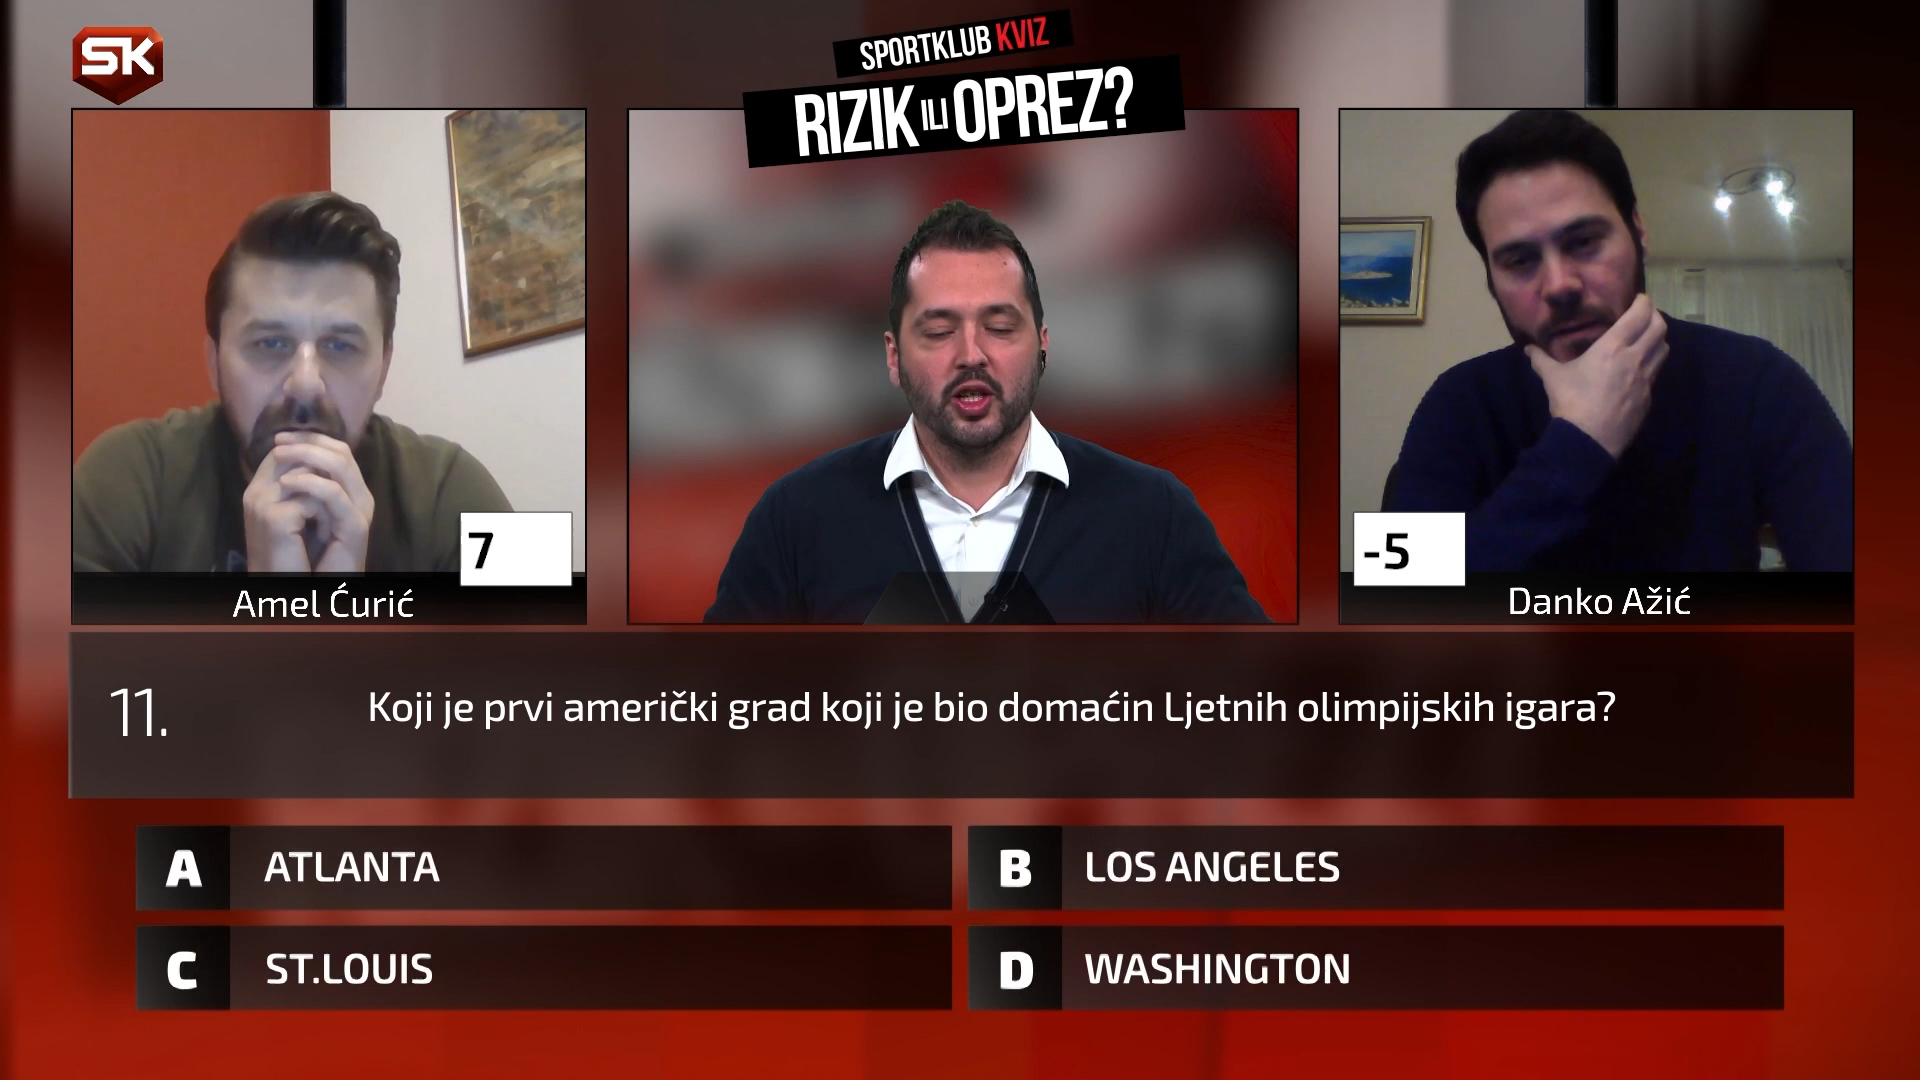 SK
SPORTKLUB KVIZ
RIZIK ILI OPREZ?
7
-5
Amel Ćurić
Danko Ažić
11.
Koji je prvi američki grad koji je bio domaćin Ljetnih olimpijskih igara?
A ATLANTA
B LOS ANGELES
C ST.LOUIS
D WASHINGTON